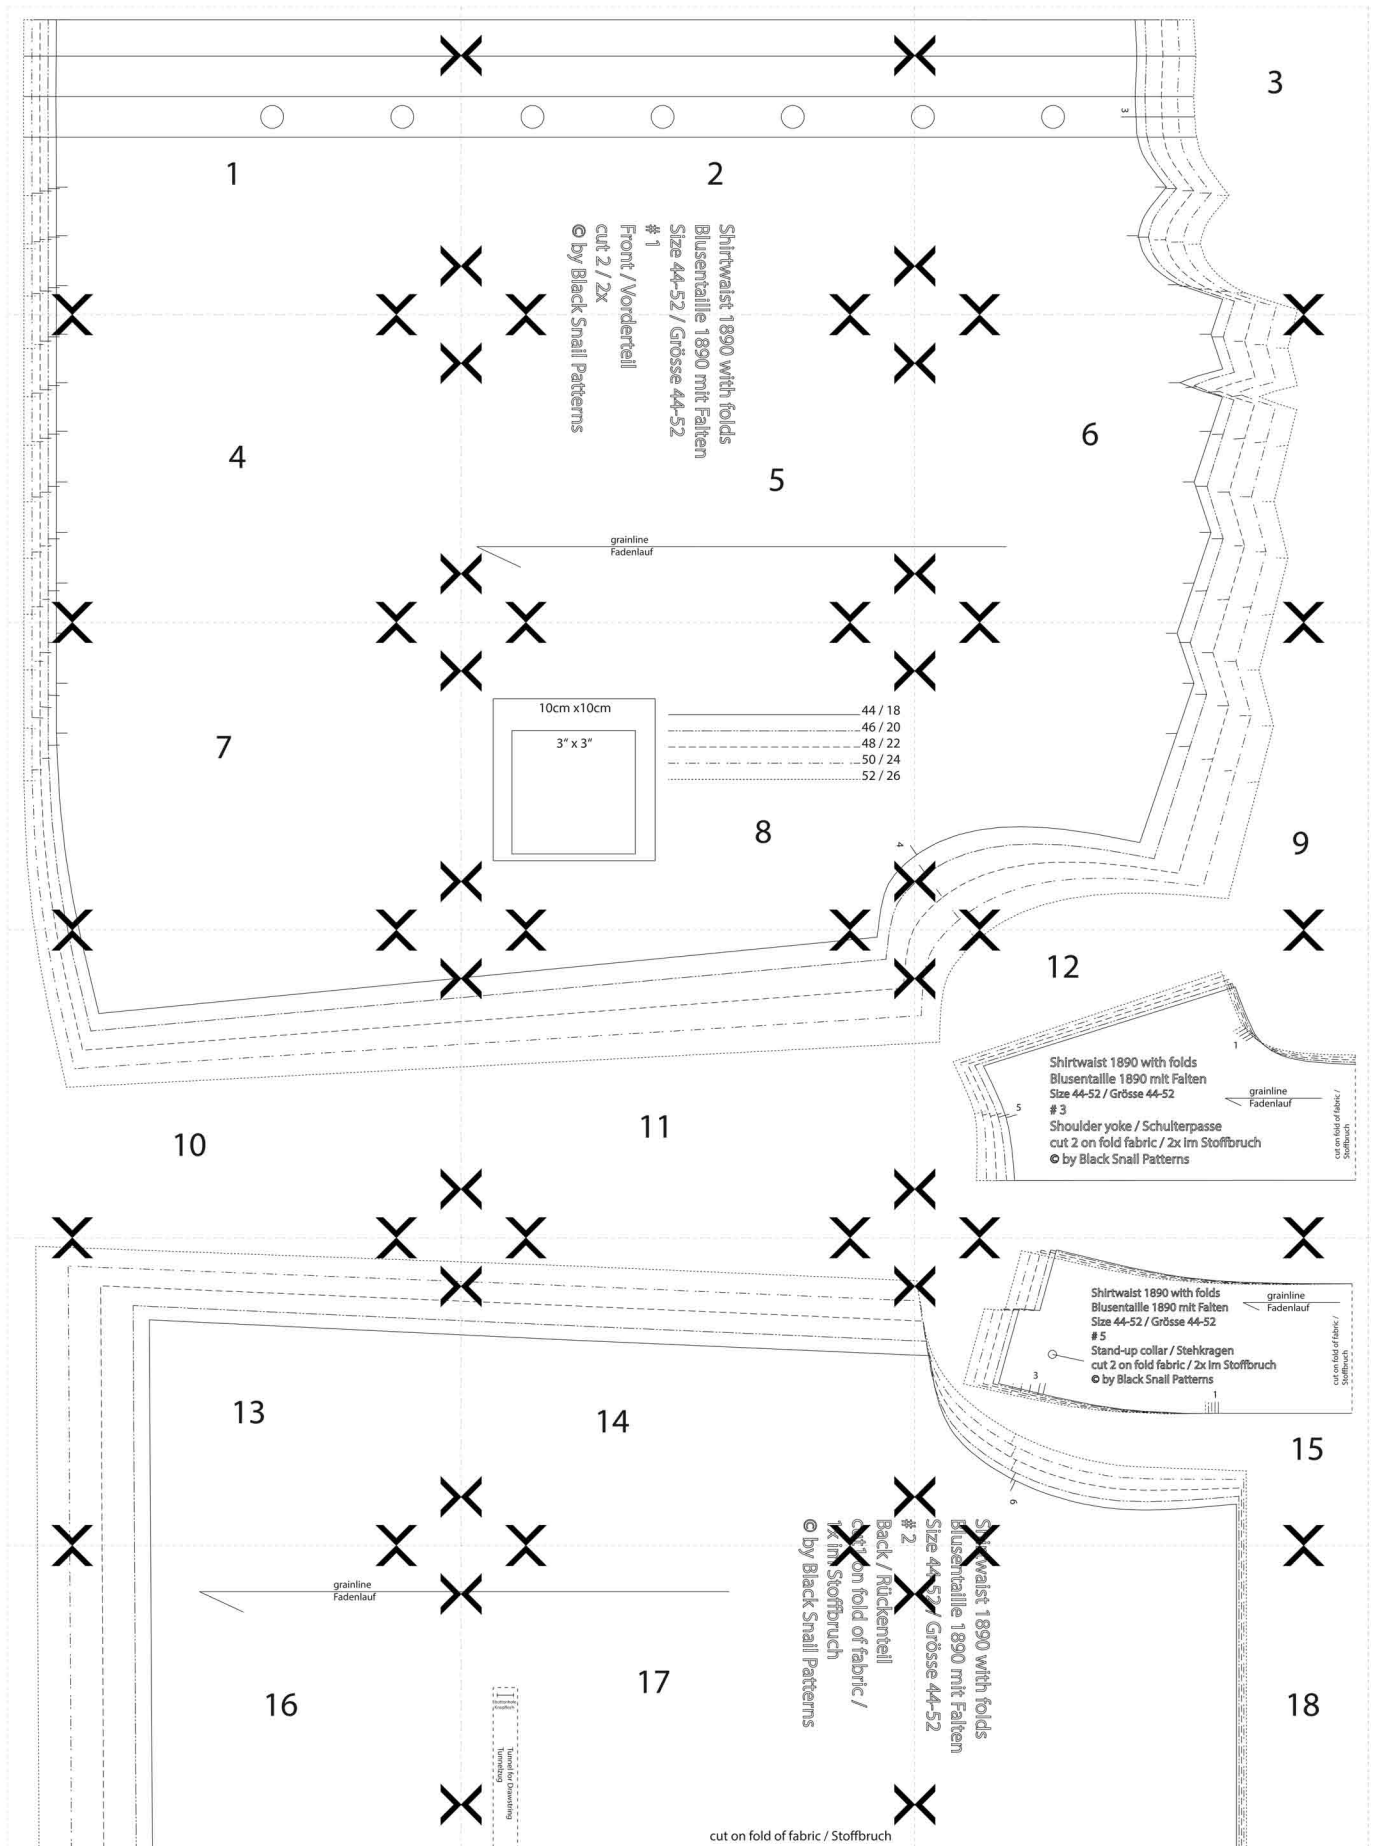 3
3
1
2
Shirtwaist 1890 with folds
Blusentaille 1890 mit Falten
Size 44-52 / Grösse 44-52
# 1
Front / Vorderteil
cut 2 / 2x
© by Black Snail Patterns
4
5
6
grainline
Fadenlauf
7
10cm x10cm
3“ x 3“
44 / 18
46 / 20
48 / 22
50 / 24
52 / 26
8
4
9
12
Shirtwaist 1890 with folds
Blusentaille 1890 mit Falten
Size 44-52 / Grösse 44-52
# 3
Shoulder yoke / Schulterpasse
cut 2 on fold fabric / 2x im Stoffbruch
© by Black Snail Patterns
1
5
grainline
Fadenlauf
cut on fold of fabric /
Stoffbruch
10
11
Shirtwaist 1890 with folds
Blusentaille 1890 mit Falten
Size 44-52 / Grösse 44-52
# 5
Stand-up collar / Stehkragen
cut 2 on fold fabric / 2x im Stoffbruch
© by Black Snail Patterns
grainline
Fadenlauf
cut on fold of fabric /
Stoffbruch
3
1
13
14
15
6
Shirtwaist 1890 with folds
Blusentaille 1890 mit Falten
Size 44-52 / Grösse 44-52
# 2
Back / Rückenteil
cut1 on fold of fabric /
1x im Stoffbruch
© by Black Snail Patterns
grainline
Fadenlauf
16
17
18
Tunnel for Drawstring
Tunnelzug
cut on fold of fabric / Stoffbruch